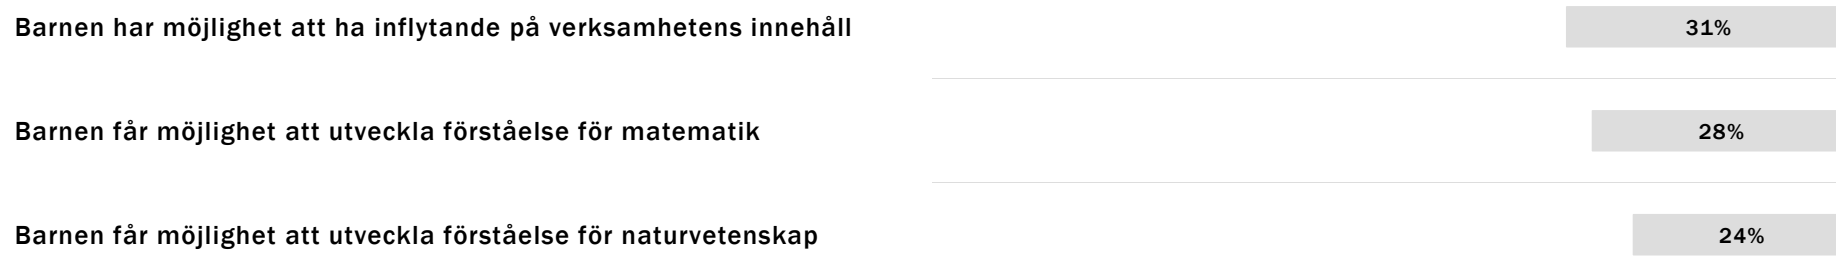 Barnen har möjlighet att ha inflytande på verksamhetens innehåll 31%
Barnen får möjlighet att utveckla förståelse för matematik 28%
Barnen får möjlighet att utveckla förståelse för naturvetenskap 24%